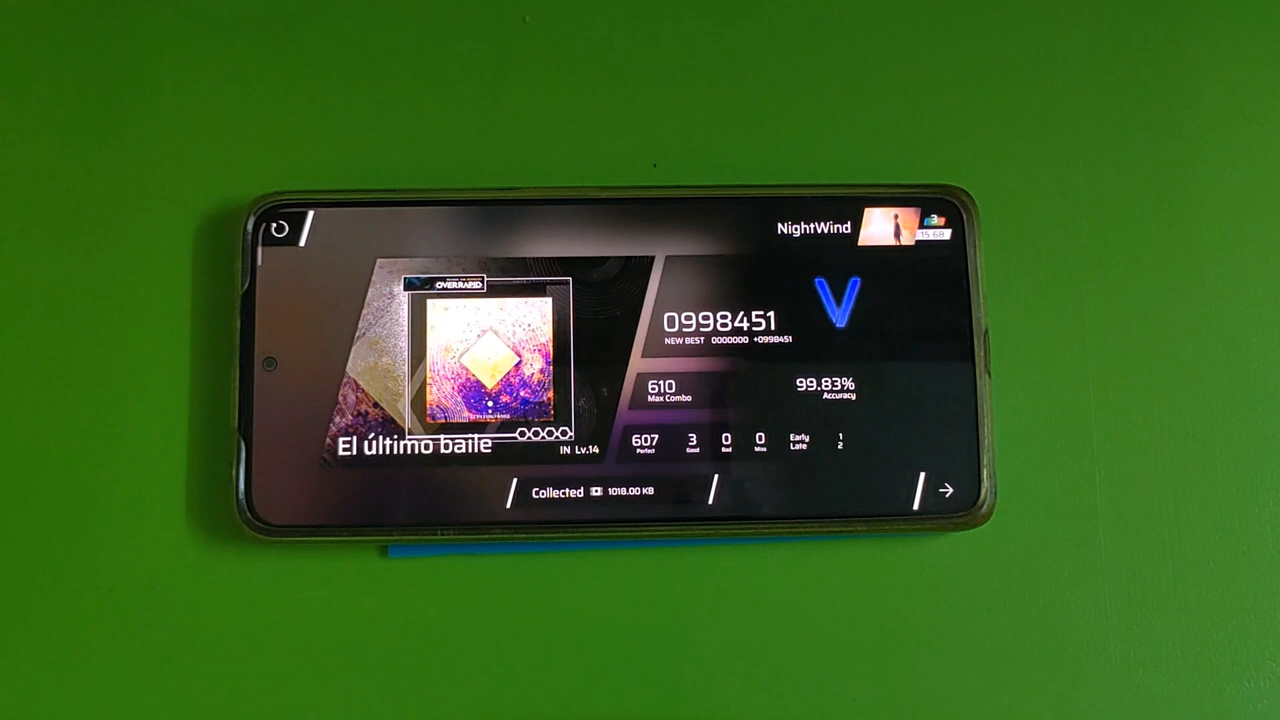 NightWind
3
15.68
OVERRAPID
0998451
NEW BEST 0000000 +0998451
V
610
Max Combo
99.83%
Accuracy
El último baile
IN Lv.14
607
Perfect
3
Good
0
Bad
0
Miss
Early 1
Late 2
Collected 1018.00 KB